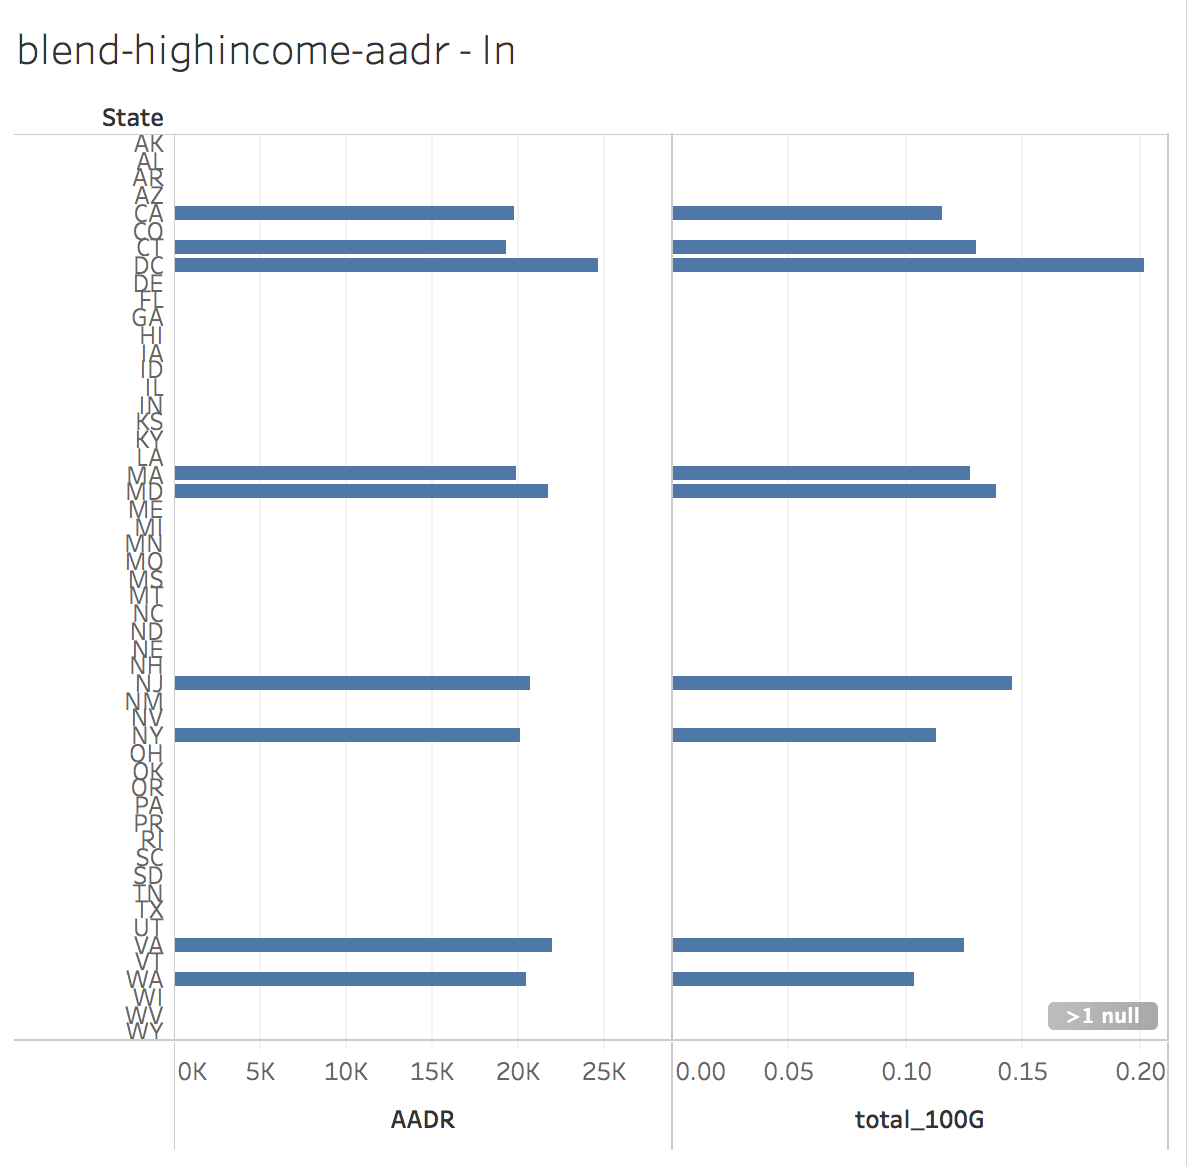 blend-highincome-aadr - In
State
AK
AL
AR
AZ
CA
CO
CT
DC
DE
FL
GA
HI
IA
ID
IL
IN
KS
KY
LA
MA
MD
ME
MI
MN
MO
MS
MT
NC
ND
NE
NH
NJ
NM
NV
NY
OH
OK
OR
PA
PR
RI
SC
SD
TN
TX
UT
VA
VT
WA
WI
WV
WY
>1 null
0K 5K 10K 15K 20K 25K 0.00 0.05 0.10 0.15 0.20
AADR total_100G